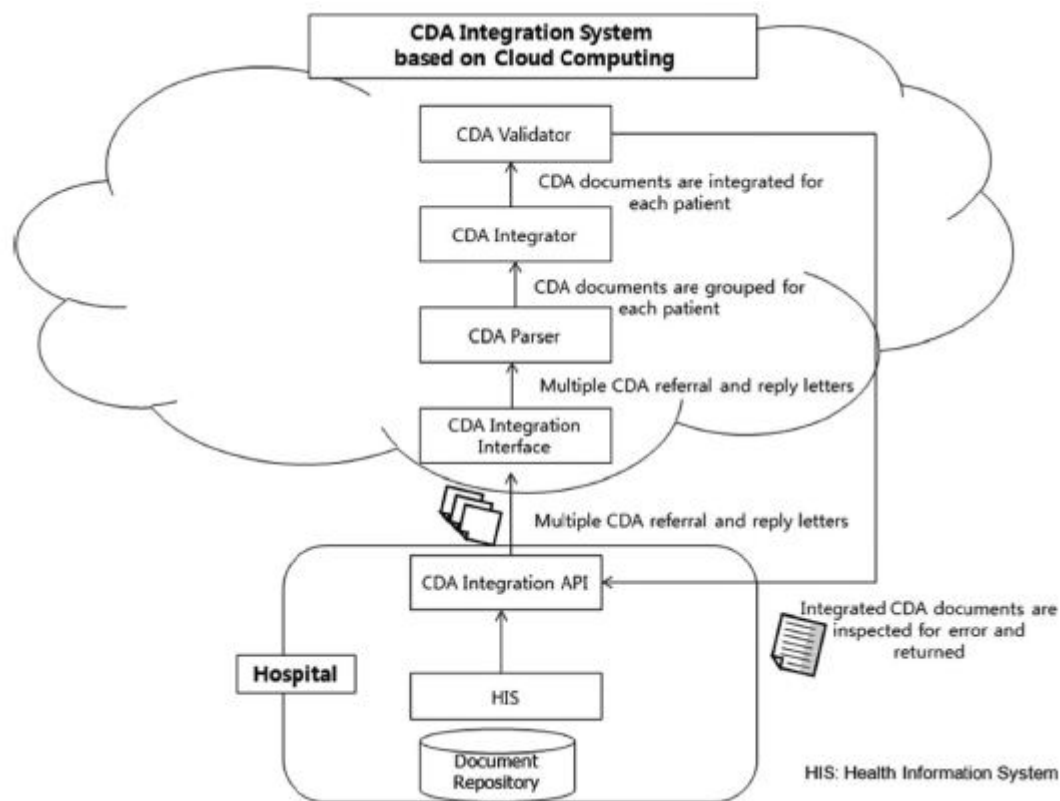 CDA Integration System
based on Cloud Computing
CDA Validator
CDA documents are integrated for
each patient
CDA Integrator
CDA documents are grouped for
each patient
CDA Parser
Multiple CDA referral and reply letters
CDA Integration
Interface
Multiple CDA referral and reply letters
CDA Integration API
Integrated CDA documents are
inspected for error and
returned
Hospital
HIS
Document
Repository
HIS: Health Information System